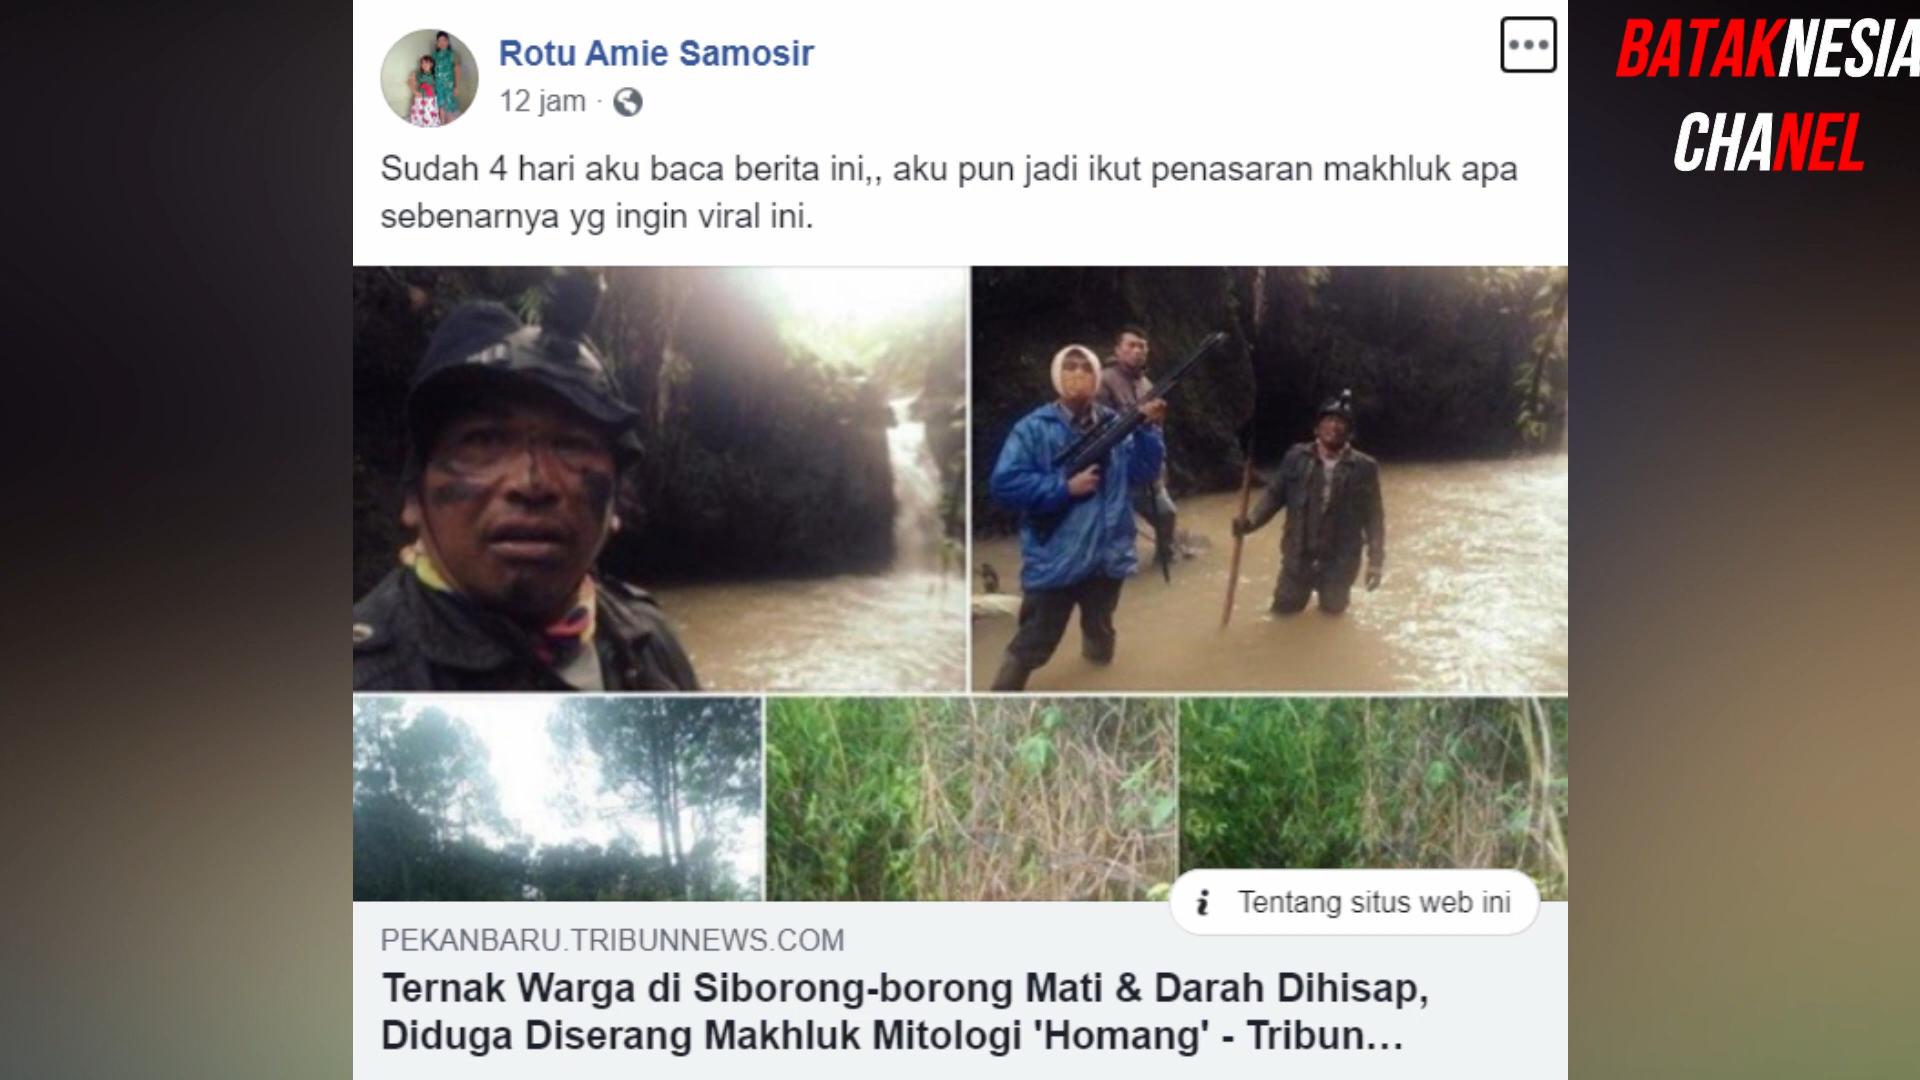 Rotu Amie Samosir
12 jam ·
Sudah 4 hari aku baca berita ini,, aku pun jadi ikut penasaran makhluk apa
sebenarnya yg ingin viral ini.
BATAKNESIA
CHANEL
Tentang situs web ini
PEKANBARU.TRIBUNNEWS.COM
Ternak Warga di Siborong-borong Mati & Darah Dihisap,
Diduga Diserang Makhluk Mitologi 'Homang' - Tribun...